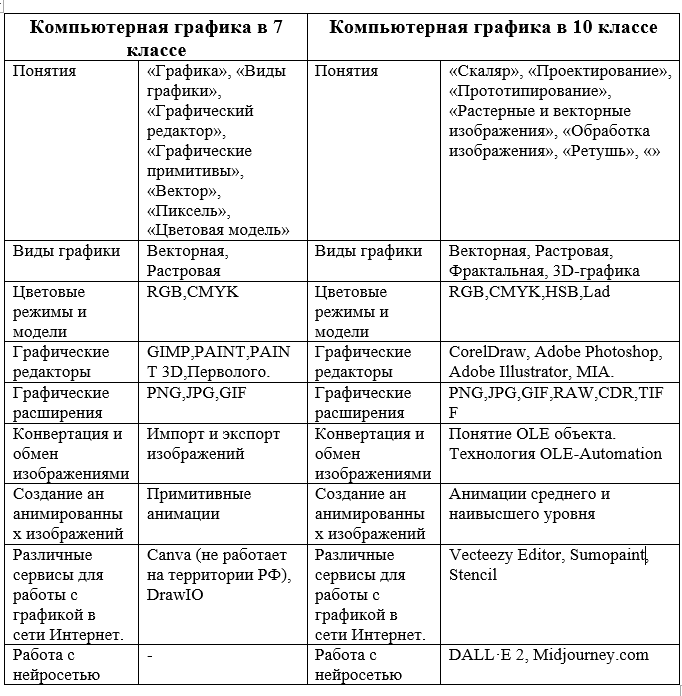 Компьютерная графика в 7
классе
Компьютерная графика в 10 классе
Понятия
«Графика», «Виды
графики»,
«Графический
редактор»,
«Графические
примитивы»,
«Вектор»,
«Пиксель»,
«Цветовая модель»
Понятия
«Скаляр», «Проектирование»,
«Прототипирование»,
«Растерные и векторные
изображения», «Обработка
изображения», «Ретушь», «»
Виды графики
Векторная,
Растровая
Виды графики
Векторная, Растровая,
Фрактальная, 3D-графика
Цветовые
режимы и
модели
RGB,CMYK
Цветовые
режимы и
модели
RGB,CMYK,HSB,Lad
Графические
редакторы
GIMP,PAINT,PAIN
T 3D,Перволого.
Графические
редакторы
CorelDraw, Adobe Photoshop,
Adobe Illustrator, MIA.
Графические
расширения
PNG,JPG,GIF
Графические
расширения
PNG,JPG,GIF,RAW,CDR,TIF
F
Конвертация и
обмен
изображениями
Импорт и экспорт
изображений
Конвертация и
обмен
изображениями
Понятие OLE объекта.
Технология OLE-Automation
Создание ан
анимированны
х изображений
Примитивные
анимации
Создание ан
анимированны
х изображений
Анимации среднего и
наивысшего уровня
Различные
сервисы для
работы с
графикой в
сети Интернет.
Canva (не работает
на территории РФ),
DrawIO
Различные
сервисы для
работы с
графикой в
сети Интернет.
Vecteezy Editor, Sumopaint,
Stencil
Работа с
нейросетью
-
Работа с
нейросетью
DALL·E 2, Midjourney.com